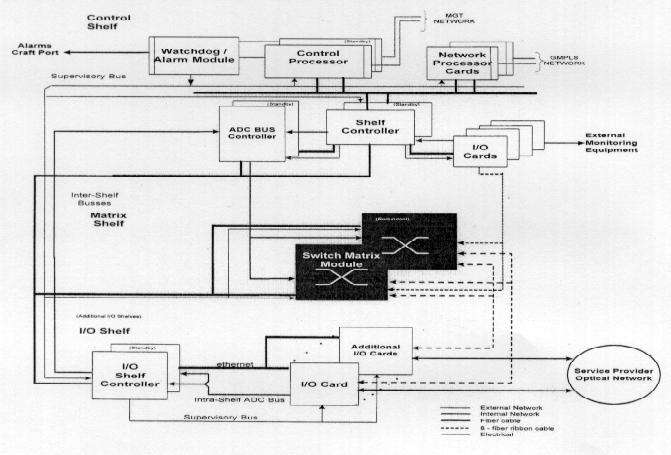 Control
Shelf
MGT
NETWORK
(Standby)
Alarms
Craft Port
Watchdog /
Alarm Module
Control
Processor
Network
Processor
Cards
GMPLS
NETWORK
Supervisory Bus
(Standby)
(Standby)
ADC BUS
Controller
Shelf
Controller
I/O
Cards
External
Monitoring
Equipment
Inter-Shelf
Busses
Matrix
Shelf
(Redundant)
Switch Matrix
Module
(Additional I/O Shelves)
I/O Shelf
(Standby)
I/O
Shelf
Controller
ethernet
Additional
I/O Cards
I/O Card
Intra-Shelf ADC Bus
Supervisory Bus
Service Provider
Optical Network
External Network
Internal Network
Fiber cable
8 - fiber ribbon cable
Electrical